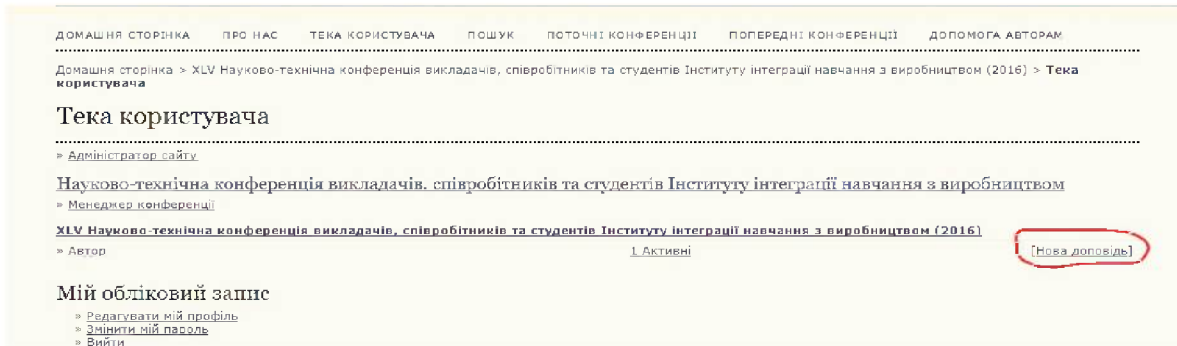 ДОМАШНЯ СТОРІНКА ПРО НАС ТЕКА КОРИСТУВАЧА ПОШУК ПОТОЧНІ КОНФЕРЕНЦІЇ ПОПЕРЕДНІ КОНФЕРЕНЦІЇ ДОПОМОГА АВТОРАМ
Домашня сторінка > XLV Науково-технічна конференція викладачів, співробітників та студентів Інституту інтеграції навчання з виробництвом (2016) > Тека
користувача
Тека користувача
» Адміністратор сайту
Науково-технічна конференція викладачів, співробітників та студентів Інституту інтеграції навчання з виробництвом
» Менеджер конференції
XLV Науково-технічна конференція викладачів, співробітників та студентів Інституту інтеграції навчання з виробництвом (2016)
» Автор 1 Активні [Нова доповідь]
Мій обліковий запис
» Редагувати мій профіль
» Змінити мій пароль
» Вийти